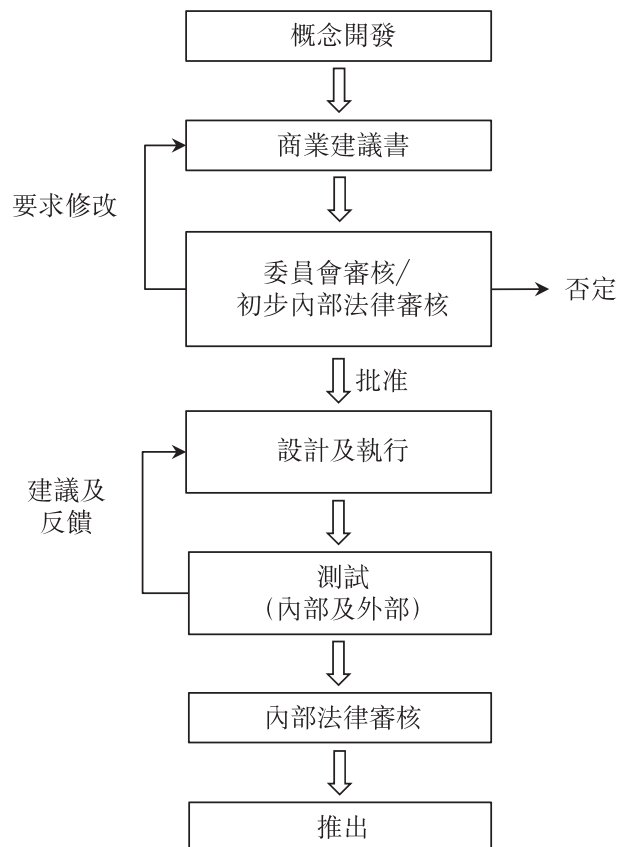 概念開發
商業建議書
要求修改
委員會審核/
初步內部法律審核
否定
批准
設計及執行
建議及
反饋
測試
(內部及外部)
內部法律審核
推出